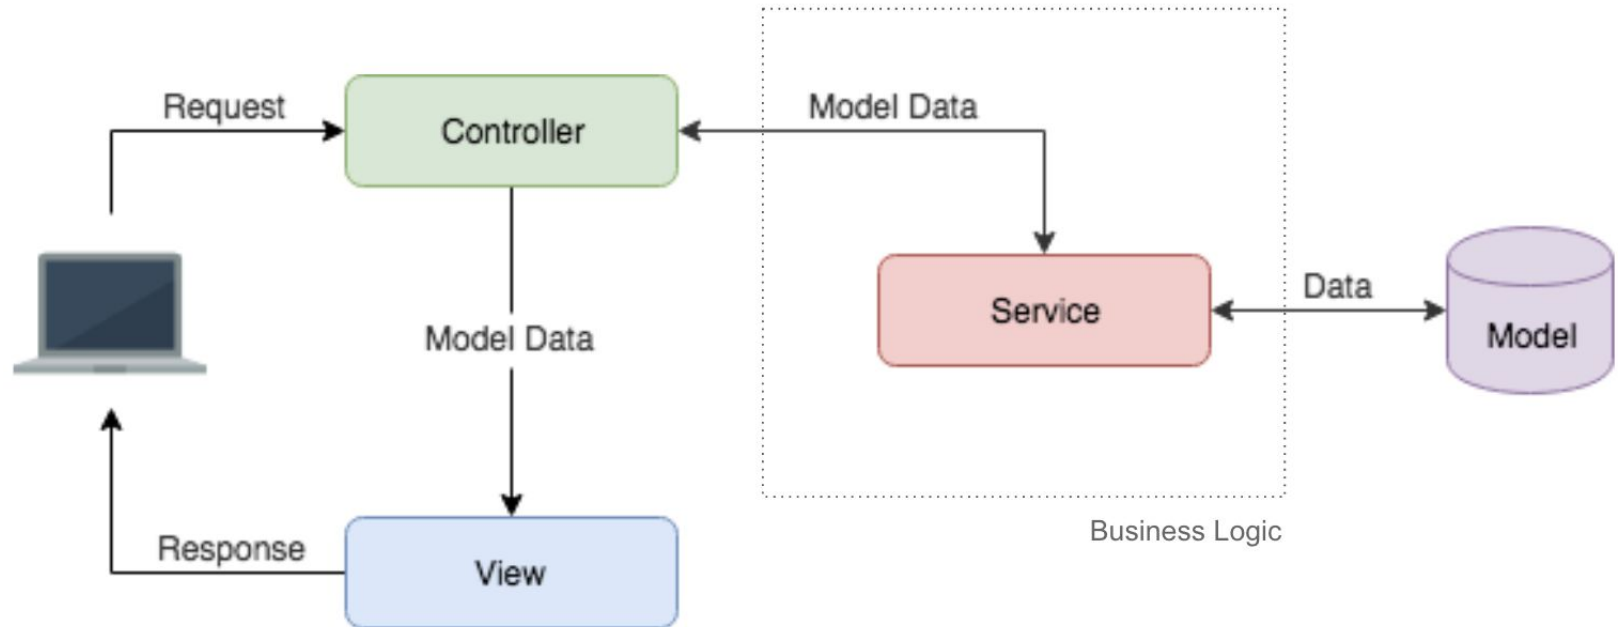 Request
Controller
Model Data
Service
Data
Model
Model Data
Business Logic
Response
View